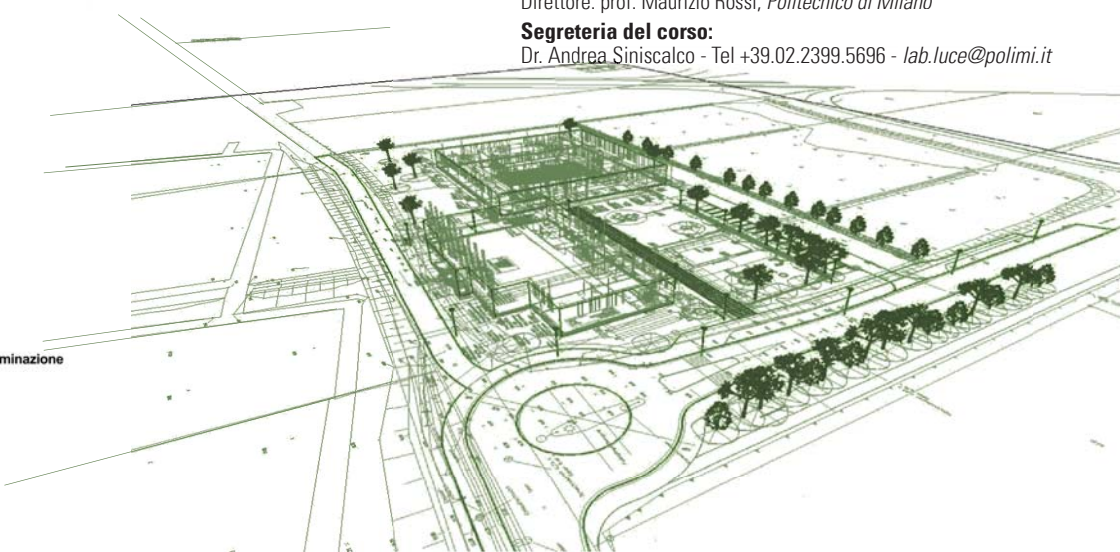 Direttore: prof. Maurizio Rossi, Politecnico di Milano
Segreteria del corso:
Dr. Andrea Siniscalco - Tel +39.02.2399.5696 - lab.luce@polimi.it
minazione